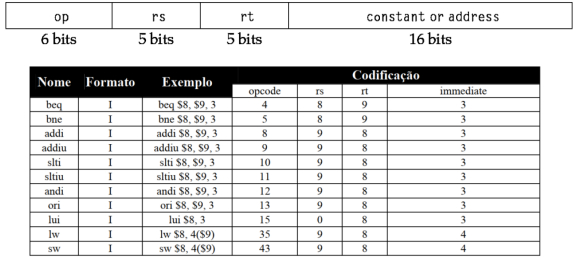 op rs rt constant or address
6 bits 5 bits 5 bits 16 bits
Nome Formato Exemplo Codificação
opcode rs rt immediate
beq I beq $8, $9, 3 4 8 9 3
bne I bne $8, $9, 3 5 8 9 3
addi I addi $8, $9, 3 8 9 8 3
addiu I addiu $8, $9, 3 9 9 8 3
slti I slti $8, $9, 3 10 9 8 3
sltiu I sltiu $8, $9, 3 11 9 8 3
andi I andi $8, $9, 3 12 9 8 3
ori I ori $8, $9, 3 13 9 8 3
lui I lui $8, 3 15 0 8 3
lw I lw $8, 4($9) 35 9 8 4
sw I sw $8, 4($9) 43 9 8 4